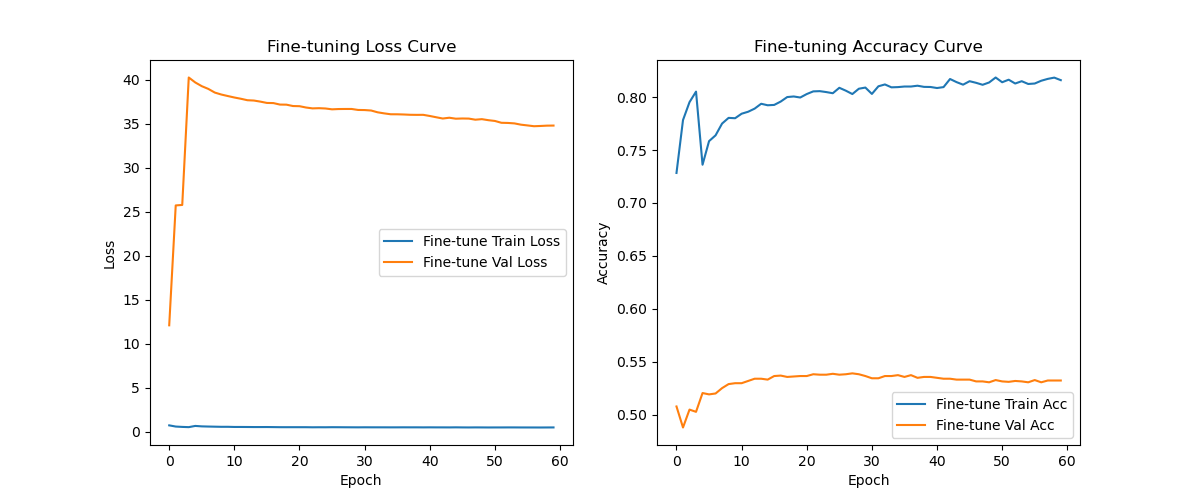 Fine-tuning Loss Curve
40
35
30
25
20
15
10
5
0
Loss
0 10 20 30 40 50 60
Epoch
Fine-tune Train Loss
Fine-tune Val Loss
Fine-tuning Accuracy Curve
0.80
0.75
0.70
0.65
0.60
0.55
0.50
Accuracy
0 10 20 30 40 50 60
Epoch
Fine-tune Train Acc
Fine-tune Val Acc